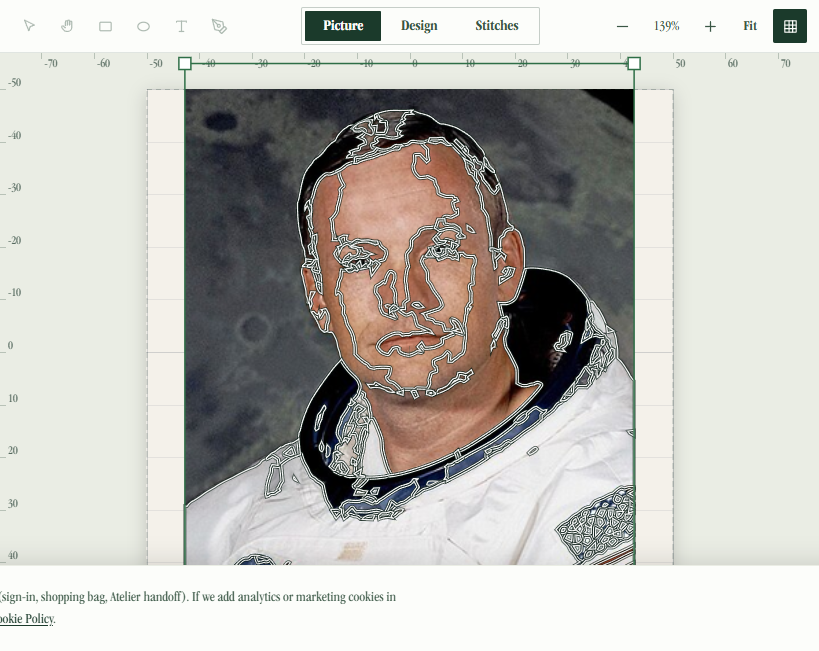 Picture Design Stitches 139% Fit
-70 -60 -50 -40 -30 -20 -10 0 10 20 30 50 60 70
-50
-40
-30
-20
-10
0
10
20
30
40
(sign-in, shopping bag, Atelier handoff). If we add analytics or marketing cookies in
ookie Policy.